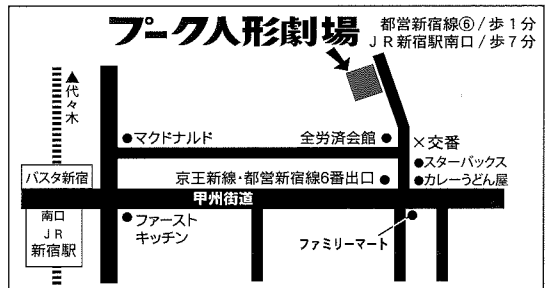 プーク人形劇場
都営新宿線⑥/歩1分
JR新宿駅南口/歩7分
▲代々木
●マクドナルド
全労済会館●
×交番
●スターバックス
●カレーうどん屋
バスタ新宿
京王新線・都営新宿線6番出口●
甲州街道
南口
JR
新宿駅
●ファースト
キッチン
ファミリーマート